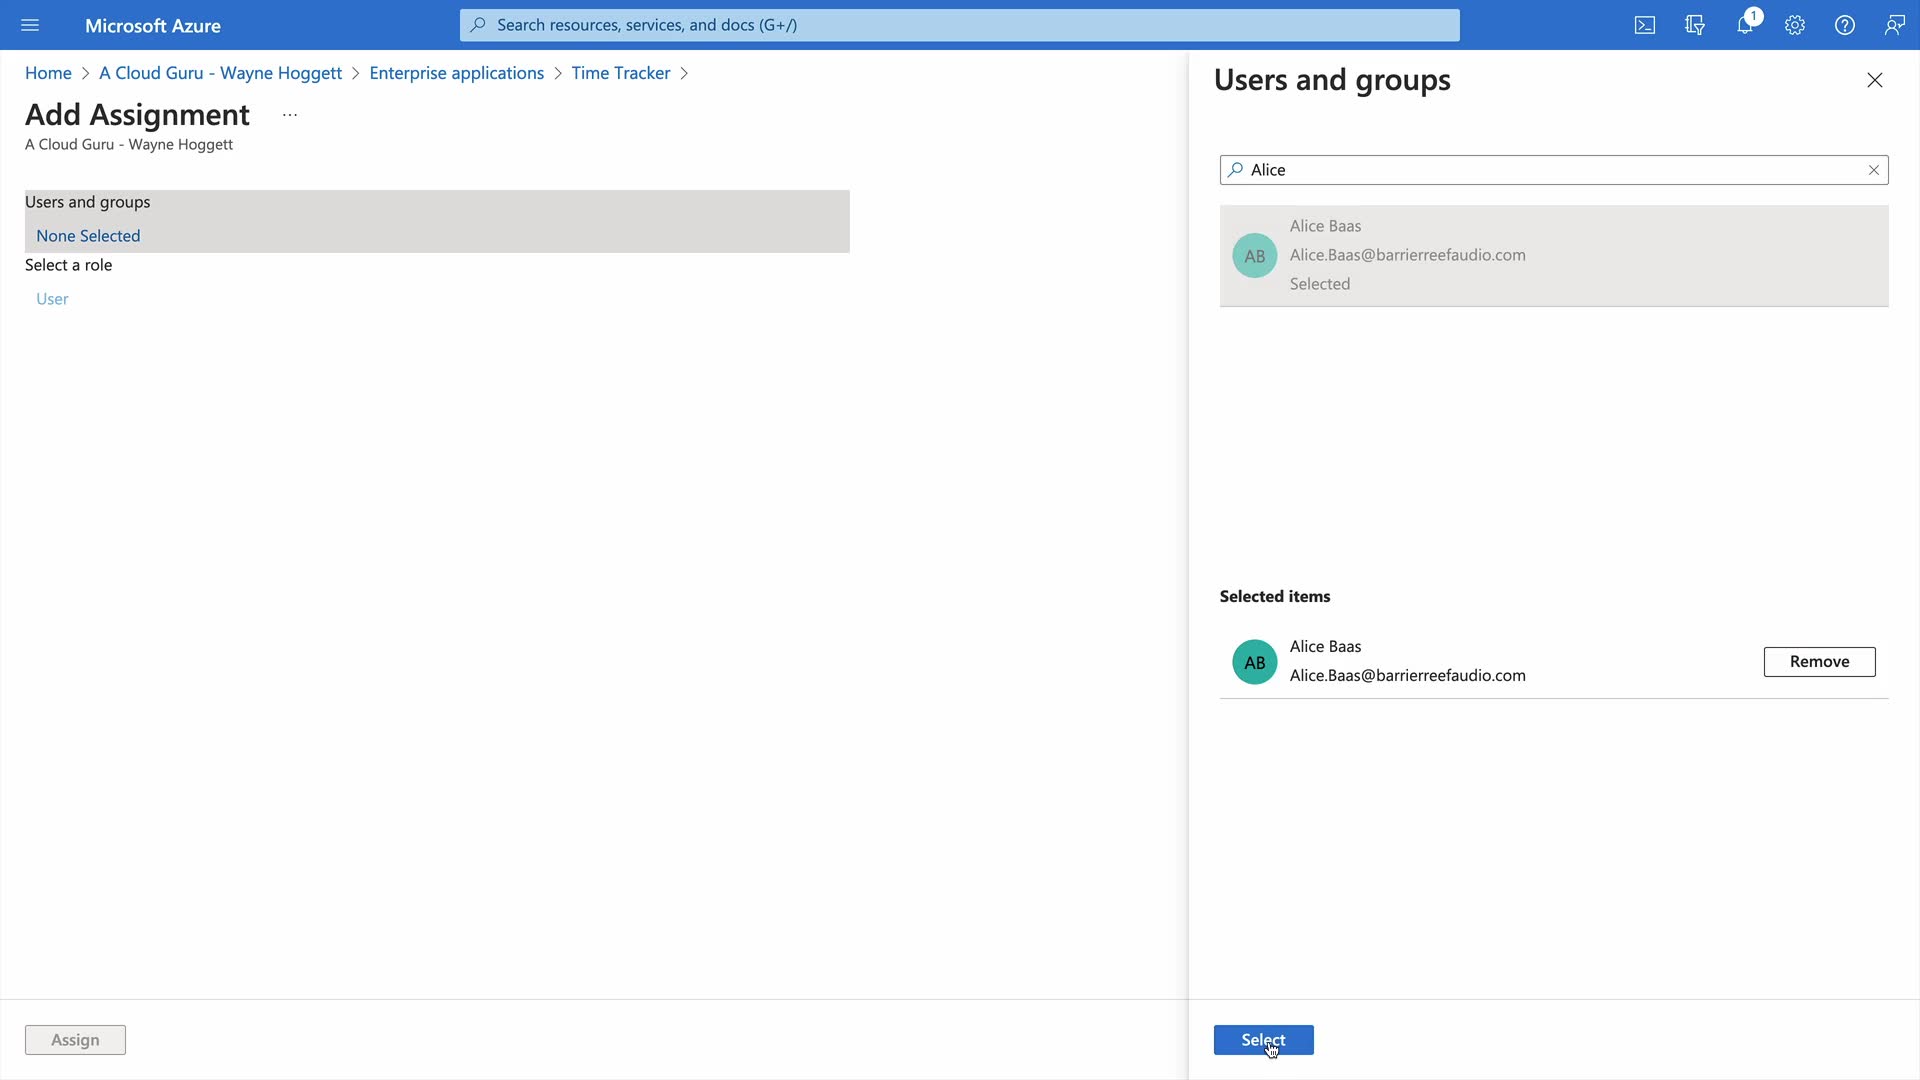 Microsoft Azure
Search resources, services, and docs (G+/)
1
Home > A Cloud Guru - Wayne Hoggett > Enterprise applications > Time Tracker >
Add Assignment ...
A Cloud Guru - Wayne Hoggett
Users and groups
None Selected
Select a role
User
Assign
Users and groups
Alice
AB
Alice Baas
Alice.Baas@barrierreefaudio.com
Selected
Selected items
AB
Alice Baas
Alice.Baas@barrierreefaudio.com
Remove
Select